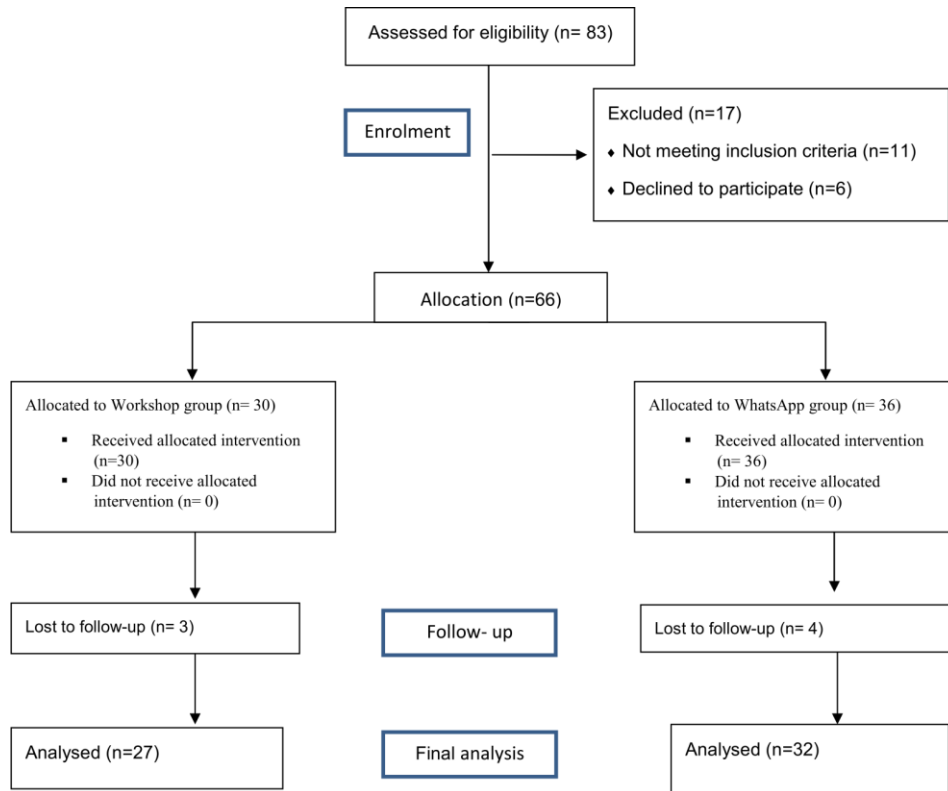 Assessed for eligibility (n= 83)
Enrolment
Excluded (n=17)
♦ Not meeting inclusion criteria (n=11)
♦ Declined to participate (n=6)
Allocation (n=66)
Allocated to Workshop group (n= 30)
▪ Received allocated intervention
(n=30)
▪ Did not receive allocated
intervention (n= 0)
Allocated to WhatsApp group (n= 36)
▪ Received allocated intervention
(n= 36)
▪ Did not receive allocated
intervention (n= 0)
Lost to follow-up (n= 3)
Follow- up
Lost to follow-up (n= 4)
Analysed (n=27)
Final analysis
Analysed (n=32)